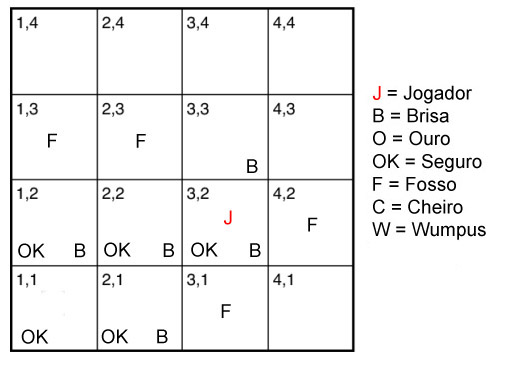 1,4 2,4 3,4 4,4
1,3 2,3 3,3 4,3
F F
B
1,2 2,2 3,2 4,2
J F
OK B OK B OK B
1,1 2,1 3,1 4,1
F
OK OK B
J = Jogador
B = Brisa
O = Ouro
OK = Seguro
F = Fosso
C = Cheiro
W = Wumpus